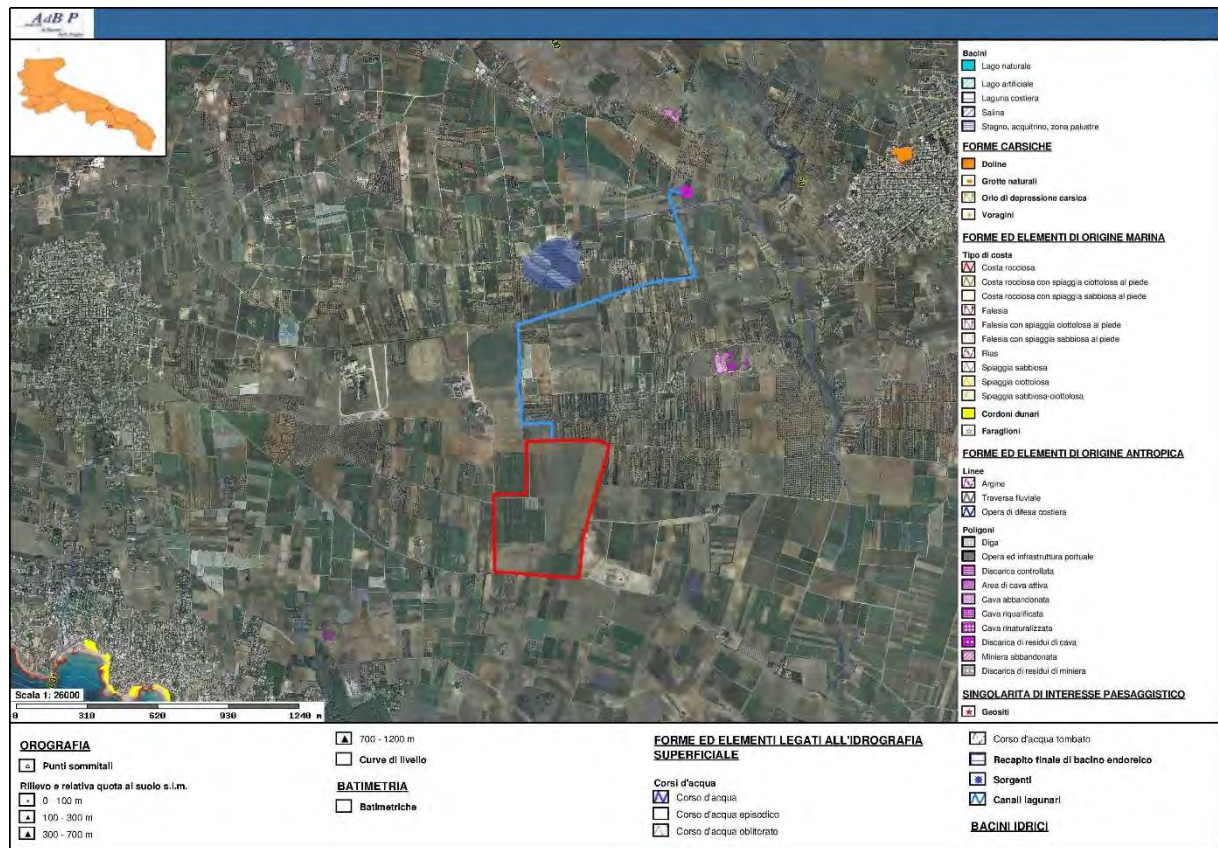 AdB P
Bacini
Lago naturale
Lago artificiale
Laguna costiera
Salina
Stagno, acquitrino, zona palustre
FORME CARSICHE
Doline
Grotte naturali
Orlo di depressione carsica
Voragini
FORME ED ELEMENTI DI ORIGINE MARINA
Tipo di costa
Costa rocciosa
Costa rocciosa con spiaggia ciottolosa al piede
Costa rocciosa con spiaggia sabbiosa al piede
Falesia
Falesia con spiaggia ciottolosa al piede
Falesia con spiaggia sabbiosa al piede
Rias
Spiaggia sabbiosa
Spiaggia ciottolosa
Spiaggia sabbiosa-ciottolosa
Cordoni dunari
Faraglioni
FORME ED ELEMENTI DI ORIGINE ANTROPICA
Linee
Argine
Traversa fluviale
Opera di difesa costiera
Poligoni
Diga
Opera ed infrastruttura portuale
Discarica controllata
Area di cava attiva
Cava abbandonata
Cava riqualificata
Cava rinaturalizzata
Discarica di residui di cava
Miniera abbandonata
Discarica di residui di miniera
SINGOLARITA DI INTERESSE PAESAGGISTICO
Geositi
Scala 1: 26000
0 310 620 930 1240 m
OROGRAFIA
Punti sommitali
Rilievo e relativa quota al suolo s.l.m.
0 - 100 m
100 - 300 m
300 - 700 m
700 - 1200 m
Curve di livello
BATIMETRIA
Batimetriche
FORME ED ELEMENTI LEGATI ALL'IDROGRAFIA
SUPERFICIALE
Corsi d'acqua
Corso d'acqua
Corso d'acqua episodico
Corso d'acqua obliterato
Corso d'acqua tombato
Recapito finale di bacino endoreico
Sorgenti
Canali lagunari
BACINI IDRICI